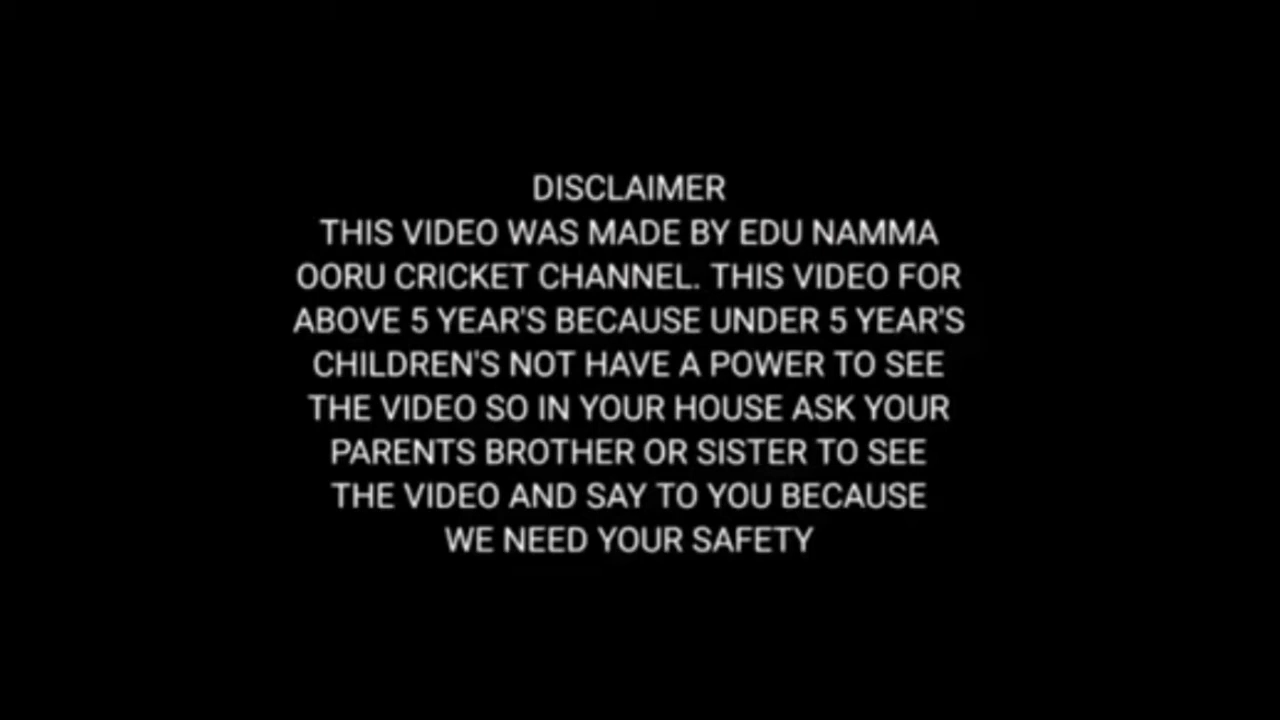 DISCLAIMER
THIS VIDEO WAS MADE BY EDU NAMMA
OORU CRICKET CHANNEL. THIS VIDEO FOR
ABOVE 5 YEAR'S BECAUSE UNDER 5 YEAR'S
CHILDREN'S NOT HAVE A POWER TO SEE
THE VIDEO SO IN YOUR HOUSE ASK YOUR
PARENTS BROTHER OR SISTER TO SEE
THE VIDEO AND SAY TO YOU BECAUSE
WE NEED YOUR SAFETY